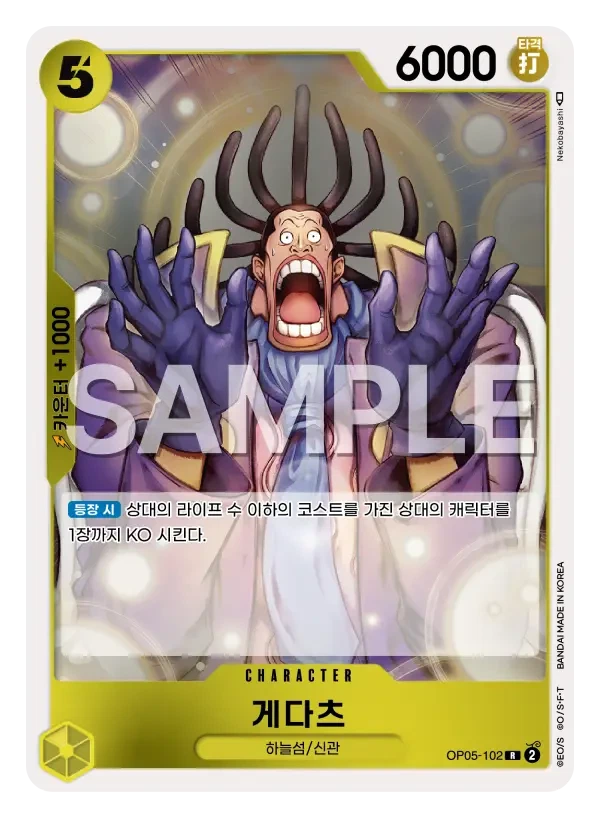 5
6000
타격
打
Nekobayashi
카운터 +1000
SAMPLE
등장 시 상대의 라이프 수 이하의 코스트를 가진 상대의 캐릭터를
1장까지 KO 시킨다.
CHARACTER
게다츠
하늘섬/신관
OP05-102 R 2
©EO/S ©O/S·F·T BANDAI MADE IN KOREA